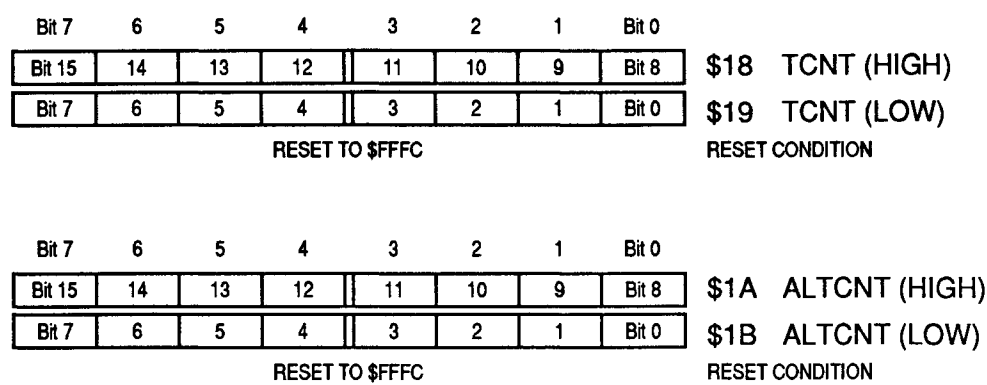 Bit 7 6 5 4 3 2 1 Bit 0
Bit 15 14 13 12 11 10 9 Bit 8 $18 TCNT (HIGH)
Bit 7 6 5 4 3 2 1 Bit 0 $19 TCNT (LOW)
RESET TO $FFFC RESET CONDITION
Bit 7 6 5 4 3 2 1 Bit 0
Bit 15 14 13 12 11 10 9 Bit 8 $1A ALTCNT (HIGH)
Bit 7 6 5 4 3 2 1 Bit 0 $1B ALTCNT (LOW)
RESET TO $FFFC RESET CONDITION